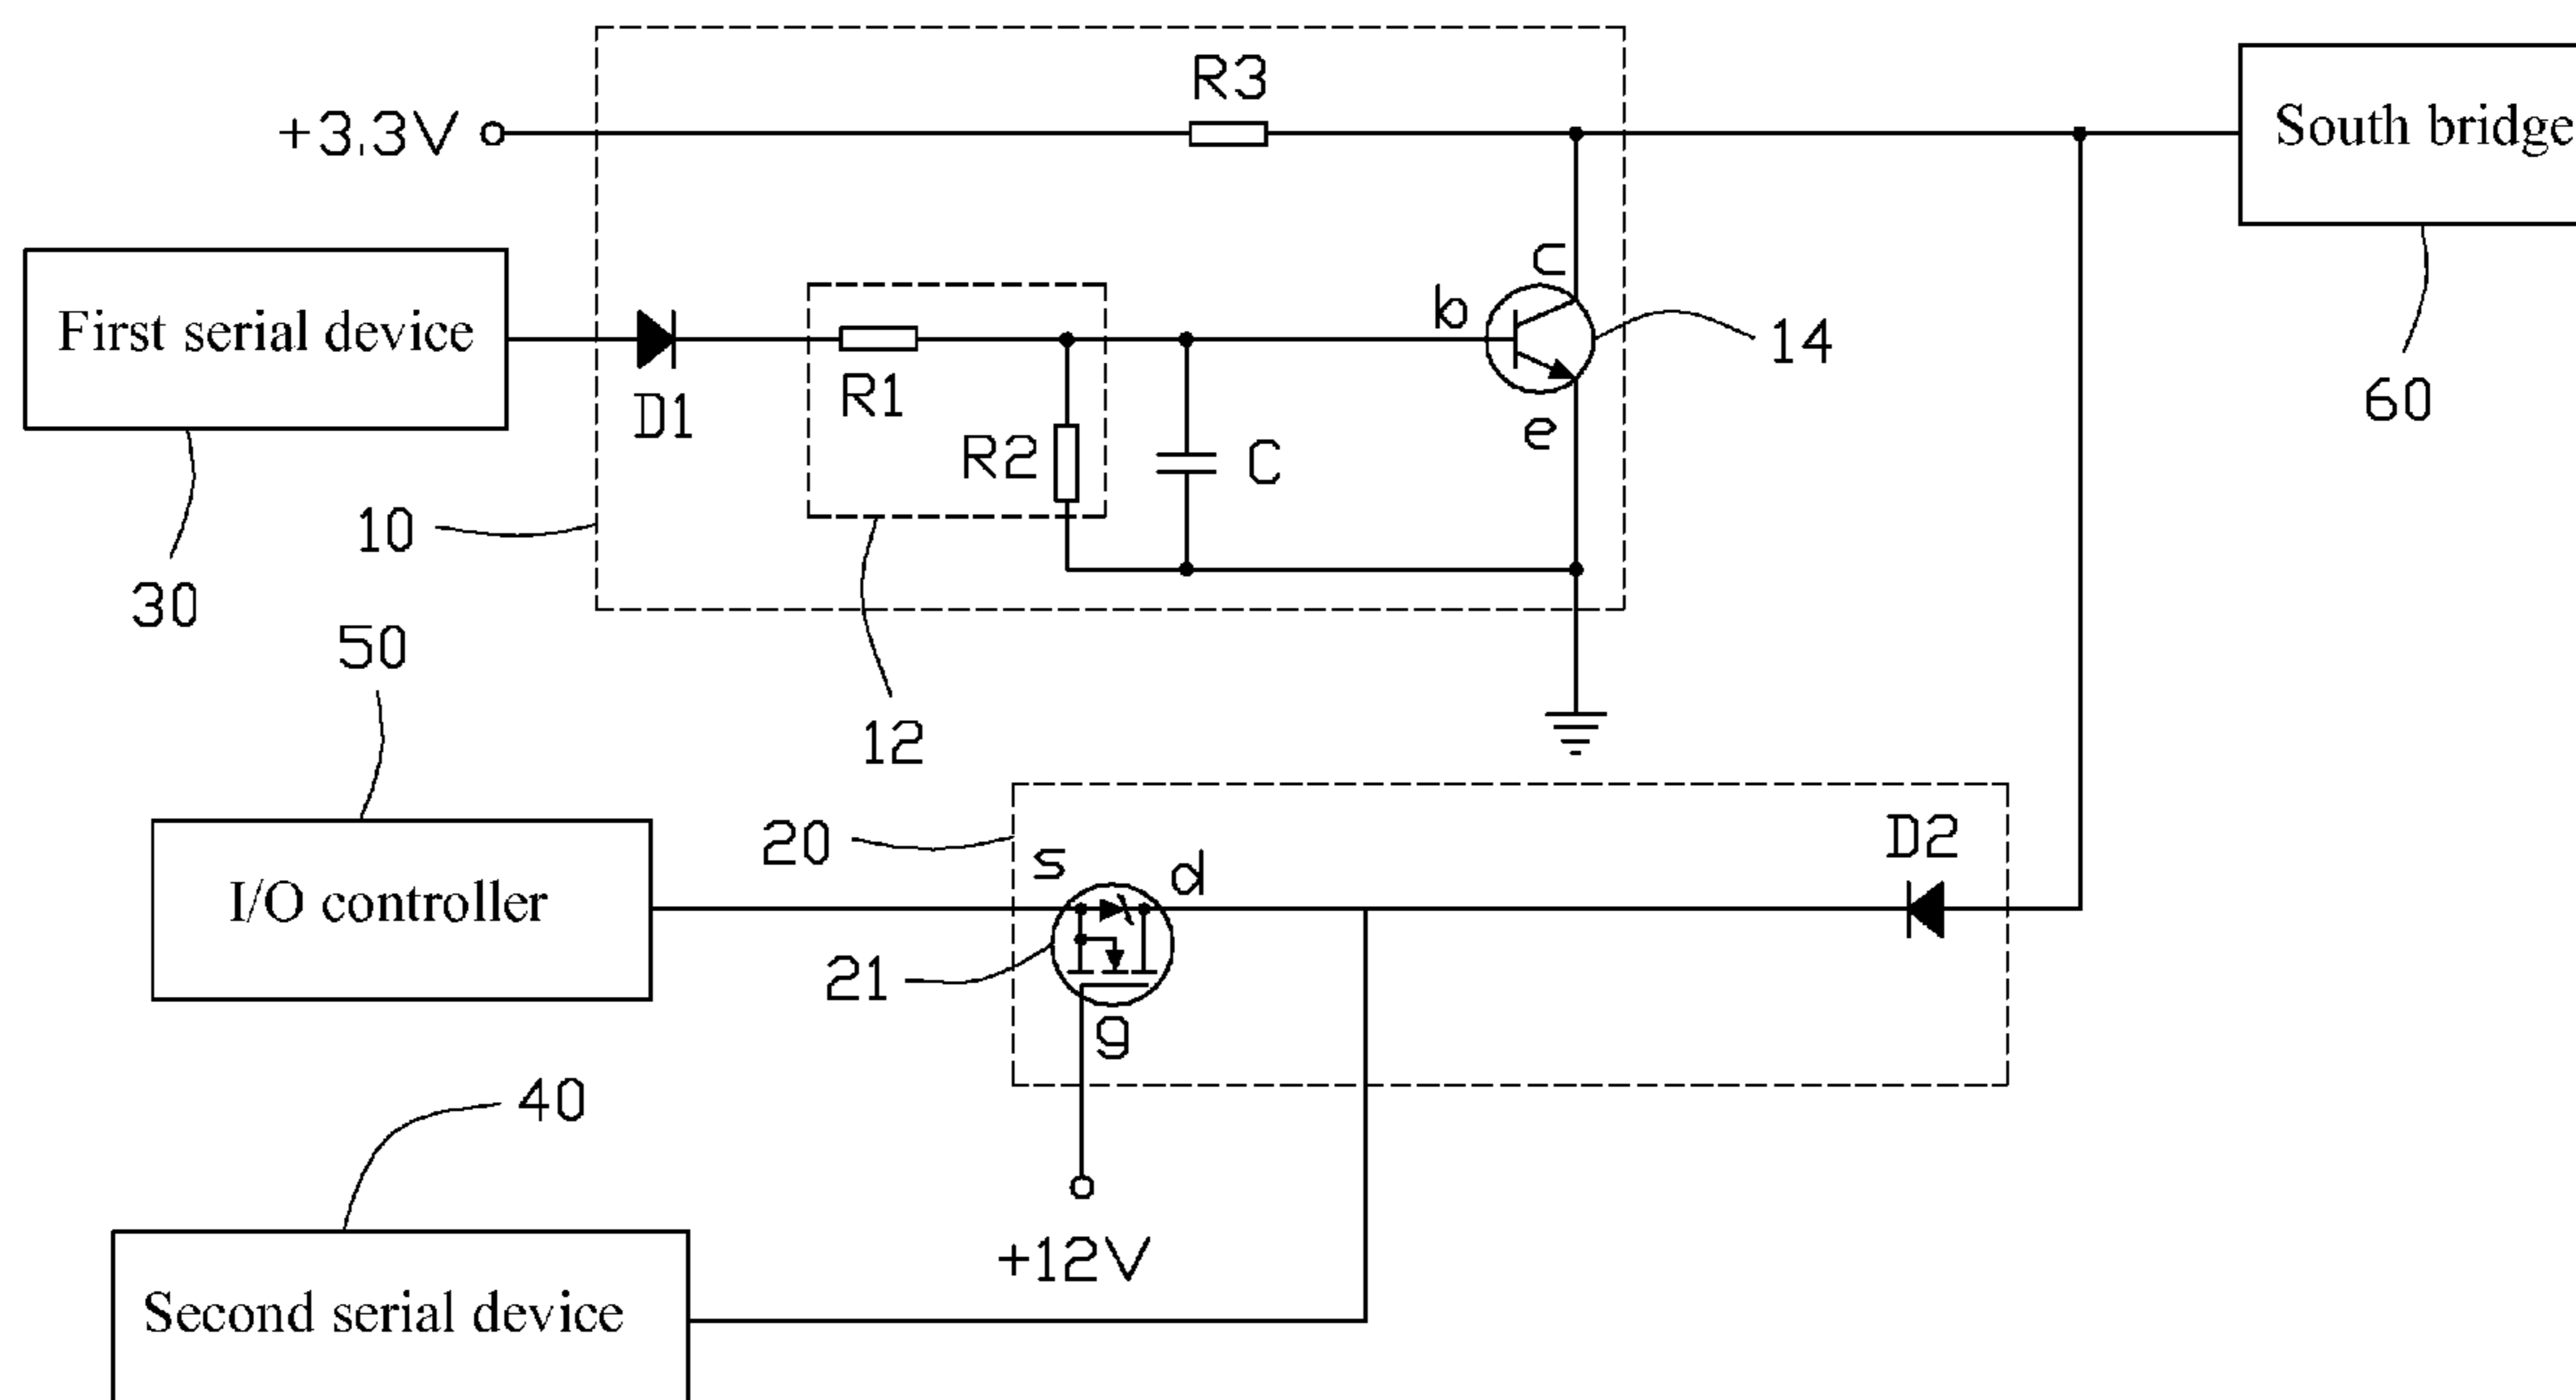 R3
+3.3V
South bridge
First serial device
D1
R1
R2
C
b
c
e
14
60
10
30
12
50
I/O controller
20
s
d
D2
21
g
40
+12V
Second serial device